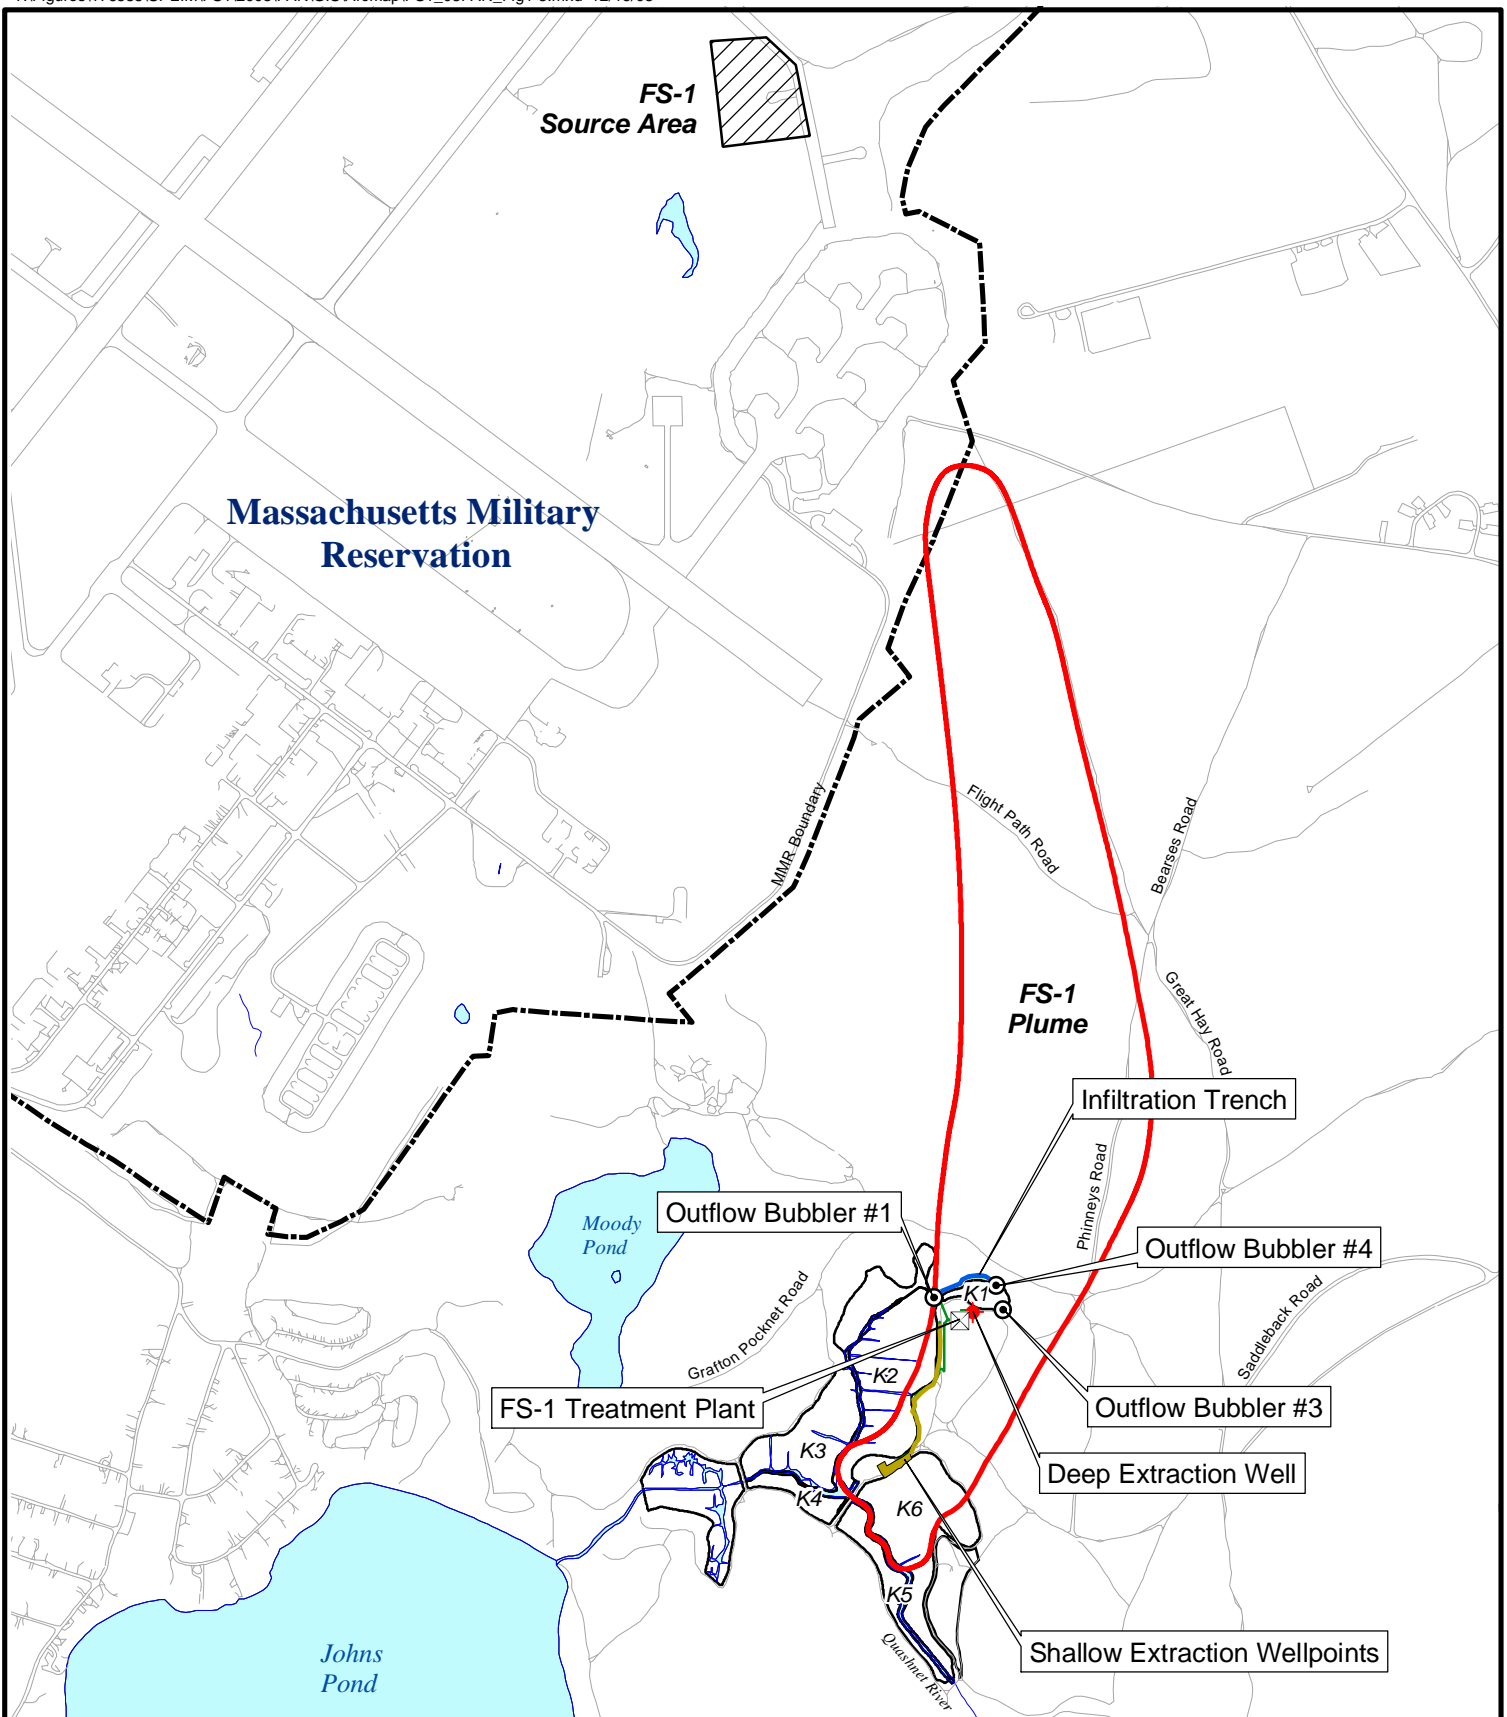 FS-1
Source Area
Massachusetts Military
Reservation
MMR Boundary
Flight Path Road
Bearses Road
FS-1
Plume
Great Hay Road
Infiltration Trench
Phinneys Road
Outflow Bubbler #1
Moody
Pond
Outflow Bubbler #4
K1
Grafton Pocknet Road
Saddleback Road
K2
FS-1 Treatment Plant
Outflow Bubbler #3
K3
Deep Extraction Well
K4
K6
K5
Quashnet River
Shallow Extraction Wellpoints
Johns
Pond